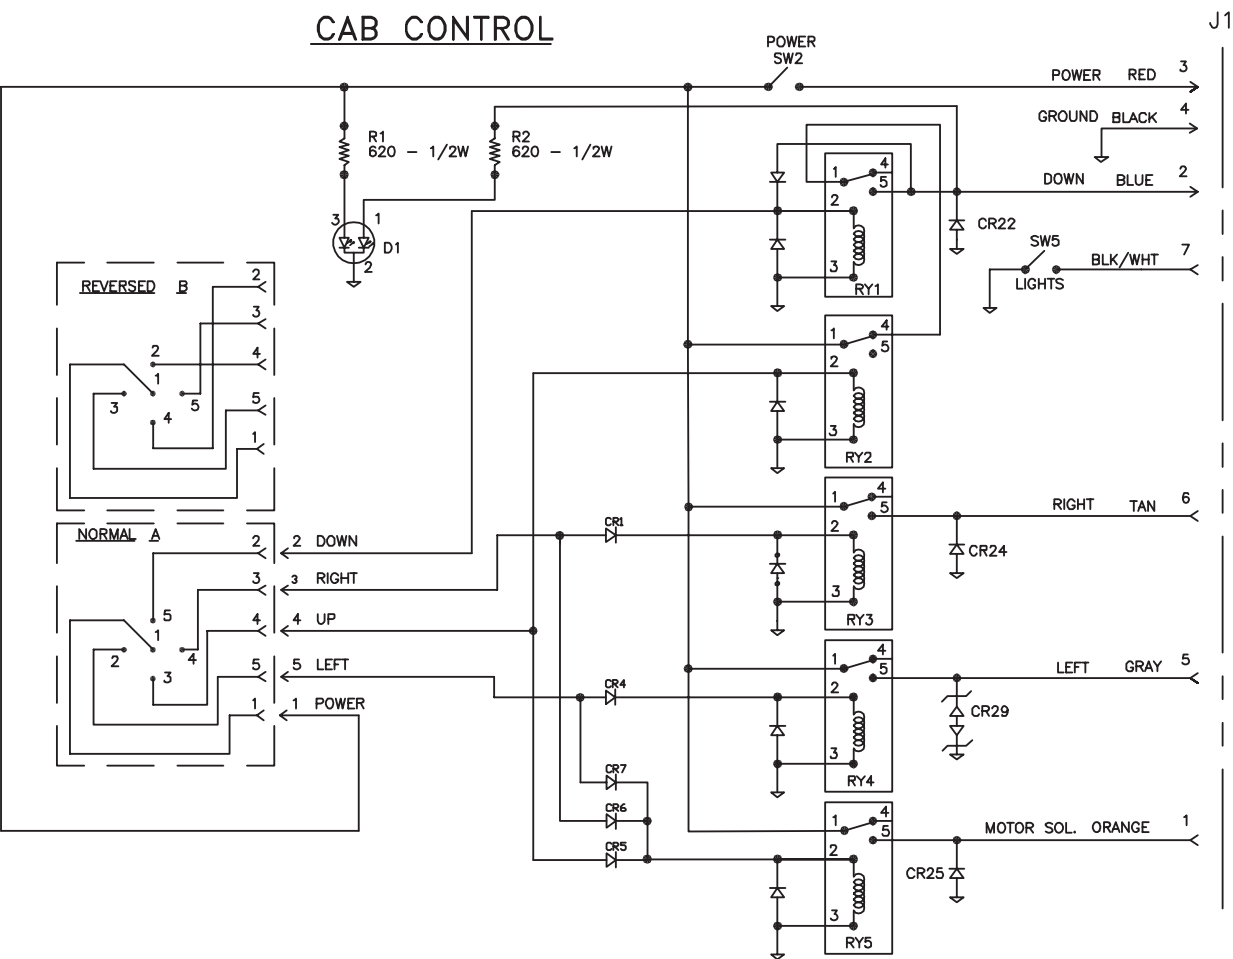 CAB CONTROL
J1
POWER
SW2
POWER RED 3
GROUND BLACK 4
R1
620 - 1/2W
R2
620 - 1/2W
1 4
5
DOWN BLUE 2
2
3 1
D1
2
CR22
SW5
LIGHTS
BLK/WHT 7
3
RY1
REVERSED B
2
3
4
5
1
2
1
3 5
4
1 4
5
2
3
RY2
NORMAL A
2 2 DOWN
3 3 RIGHT
4 4 UP
5 5 LEFT
1 1 POWER
5
1
2 4
3
CR1
1 4
5
RIGHT TAN 6
2
CR24
3
RY3
CR4
1 4
5
LEFT GRAY 5
2
CR29
3
RY4
CR7
CR6
CR5
1 4
5
MOTOR SOL. ORANGE 1
2
CR25
3
RY5